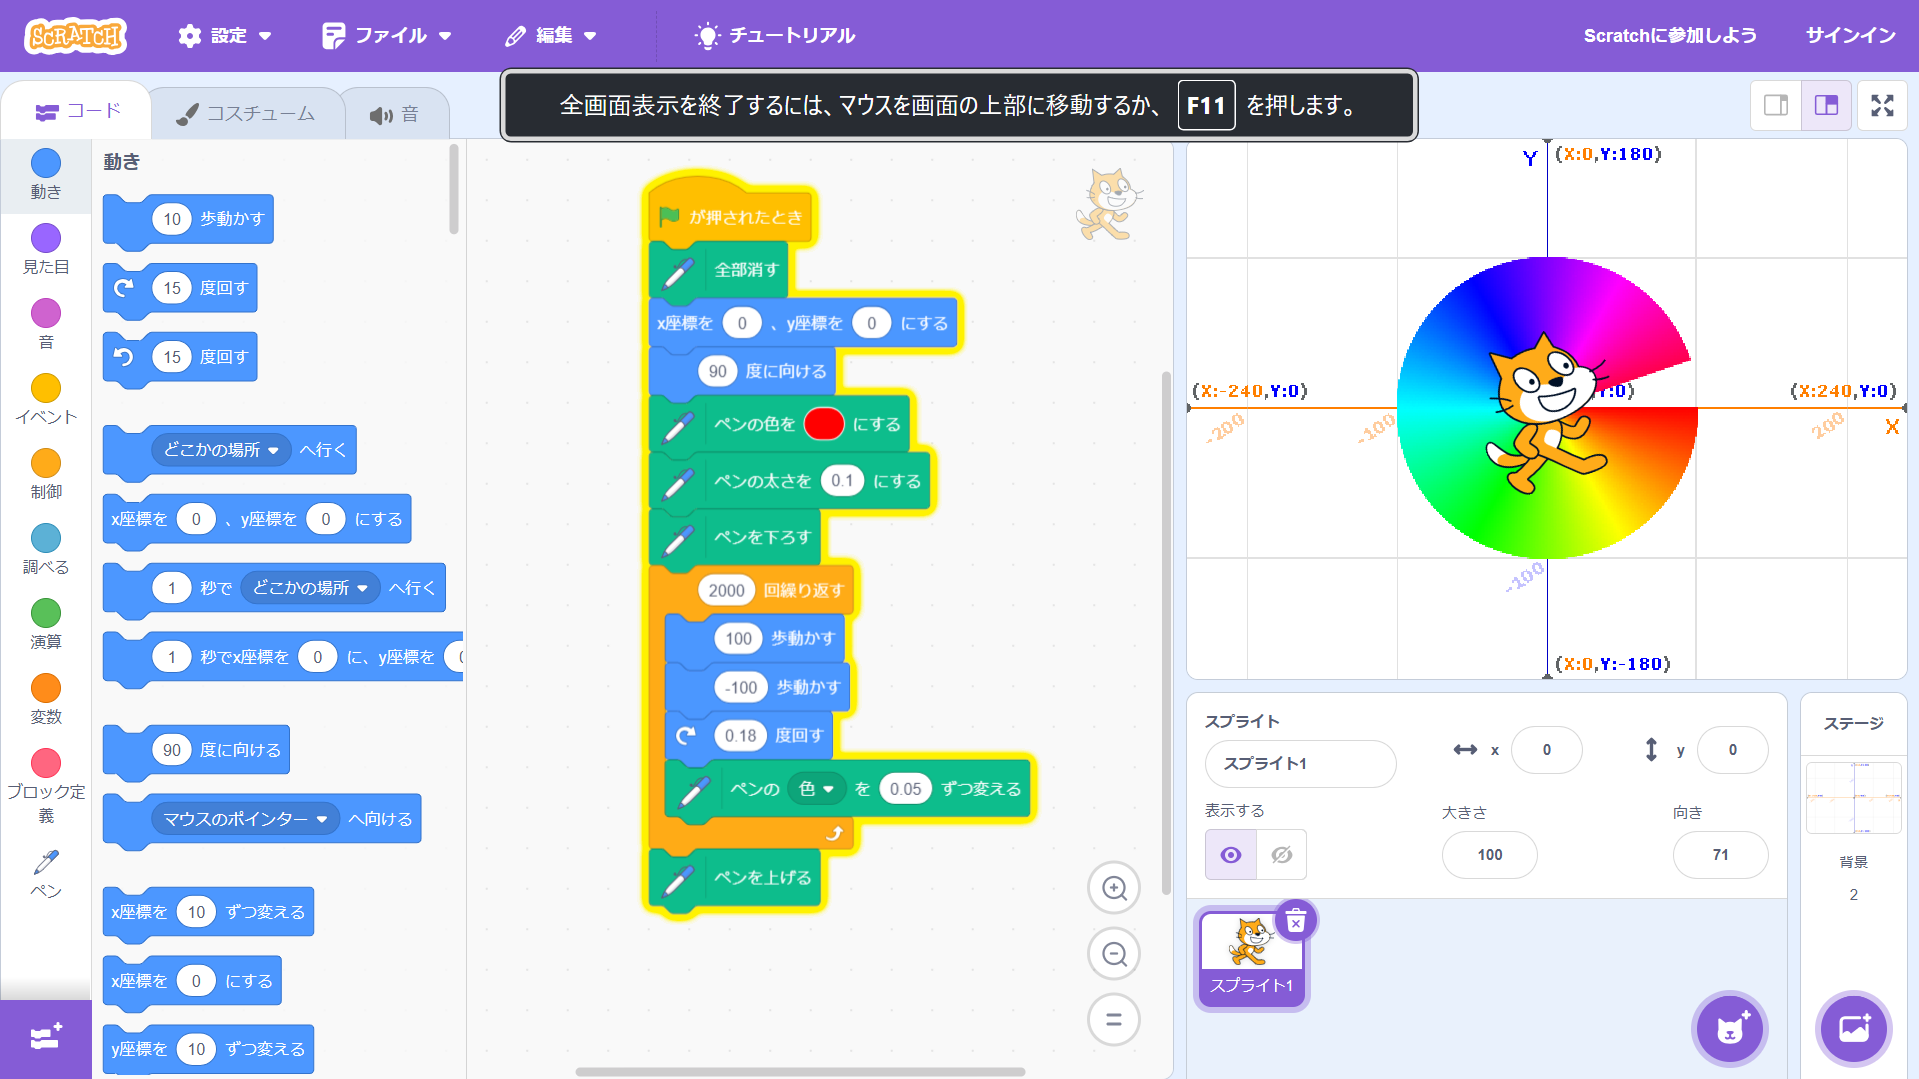 SCRATCH
設定
ファイル
編集
チュートリアル
Scratchに参加しよう
サインイン
コード
コスチューム
音
全画面表示を終了するには、マウスを画面の上部に移動するか、 F11 を押します。
動き
見た目
音
イベント
制御
調べる
演算
変数
ブロック定
義
ペン
動き
10 歩動かす
15 度回す
15 度回す
どこかの場所 へ行く
x座標を 0 、y座標を 0 にする
1 秒で どこかの場所 へ行く
1 秒でx座標を 0 に、y座標を
90 度に向ける
マウスのポインター へ向ける
x座標を 10 ずつ変える
x座標を 0 にする
y座標を 10 ずつ変える
が押されたとき
全部消す
x座標を 0 、y座標を 0 にする
90 度に向ける
ペンの色を にする
ペンの太さを 0.1 にする
ペンを下ろす
2000 回繰り返す
100 歩動かす
-100 歩動かす
0.18 度回す
ペンの 色 を 0.05 ずつ変える
ペンを上げる
Y (X:0,Y:180)
(X:-240,Y:0)
Y:0)
(X:240,Y:0)
-200
-100
200
X
-100
(X:0,Y:-180)
スプライト
スプライト1
x 0
y 0
表示する
大きさ
100
向き
71
スプライト1
ステージ
背景
2